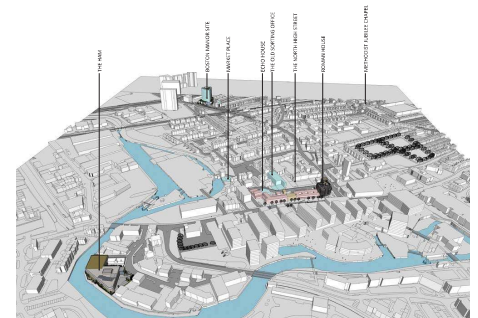 THE HAM
BOSTON MANOR SITE
MARKET PLACE
ECHO HOUSE
THE OLD SORTING OFFICE
THE NORTH HIGH STREET
ROMAN HOUSE
METHODIST JUBILEE CHAPEL